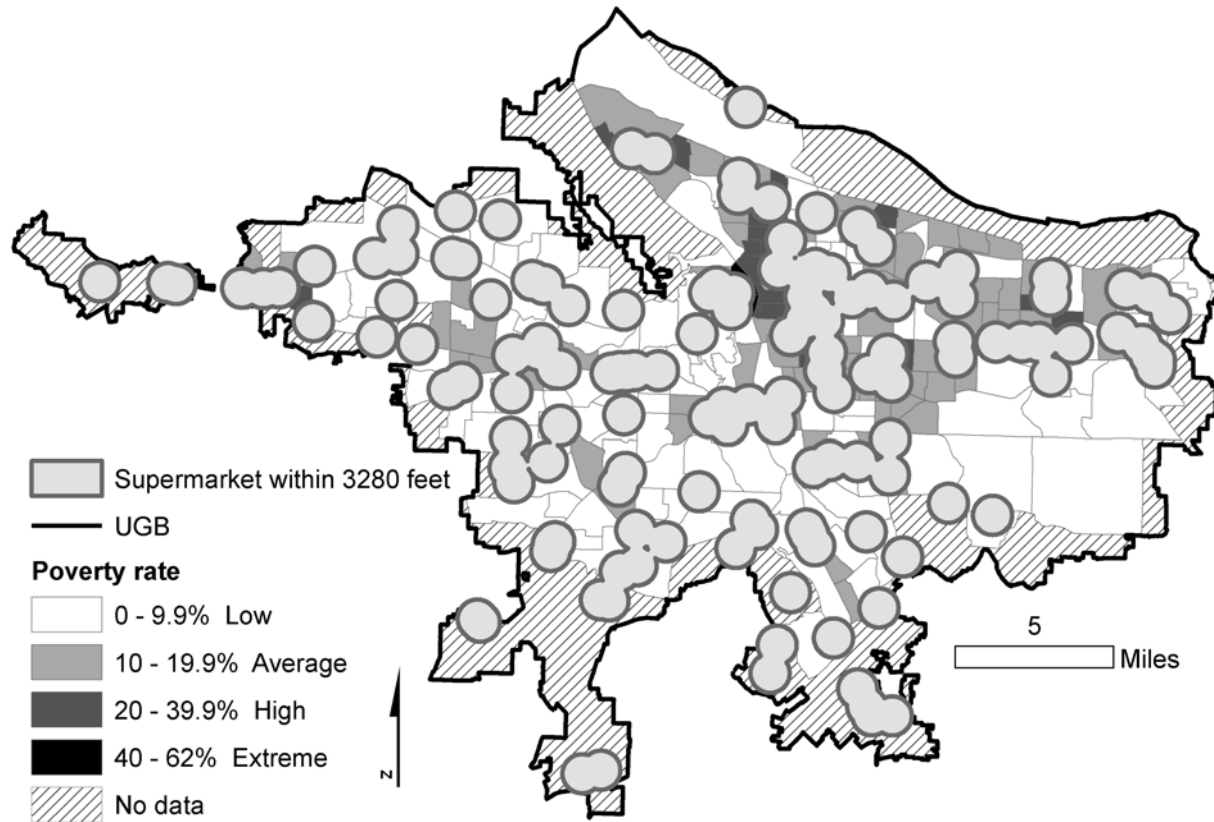 Supermarket within 3280 feet
UGB
Poverty rate
0 - 9.9% Low
10 - 19.9% Average
20 - 39.9% High
40 - 62% Extreme
No data
z
5
Miles